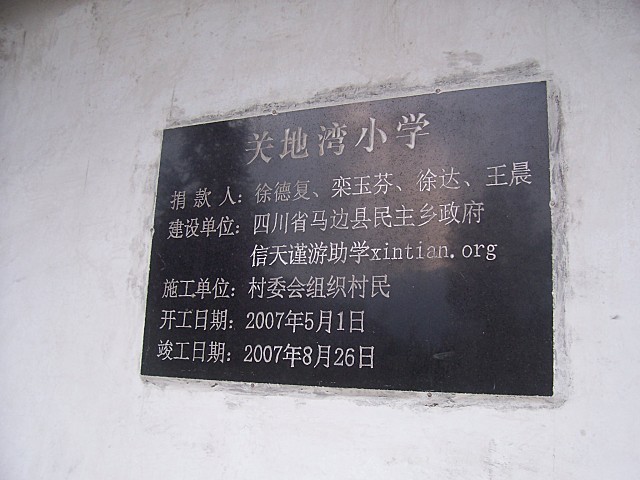 关地湾小学
捐款人：徐德复、栾玉芬、徐达、王晨
建设单位：四川省马边县民主乡政府
信天谨游助学xintian.org
施工单位：村委会组织村民
开工日期：2007年5月1日
竣工日期：2007年8月26日